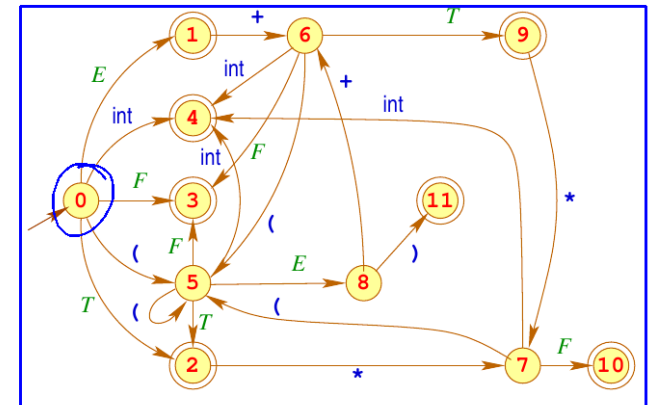 + T
1 6 9
E int +
int int
4
int F
F *
0 3 11
(
( F E )
5 8
( (
T T F
2 * 7 10